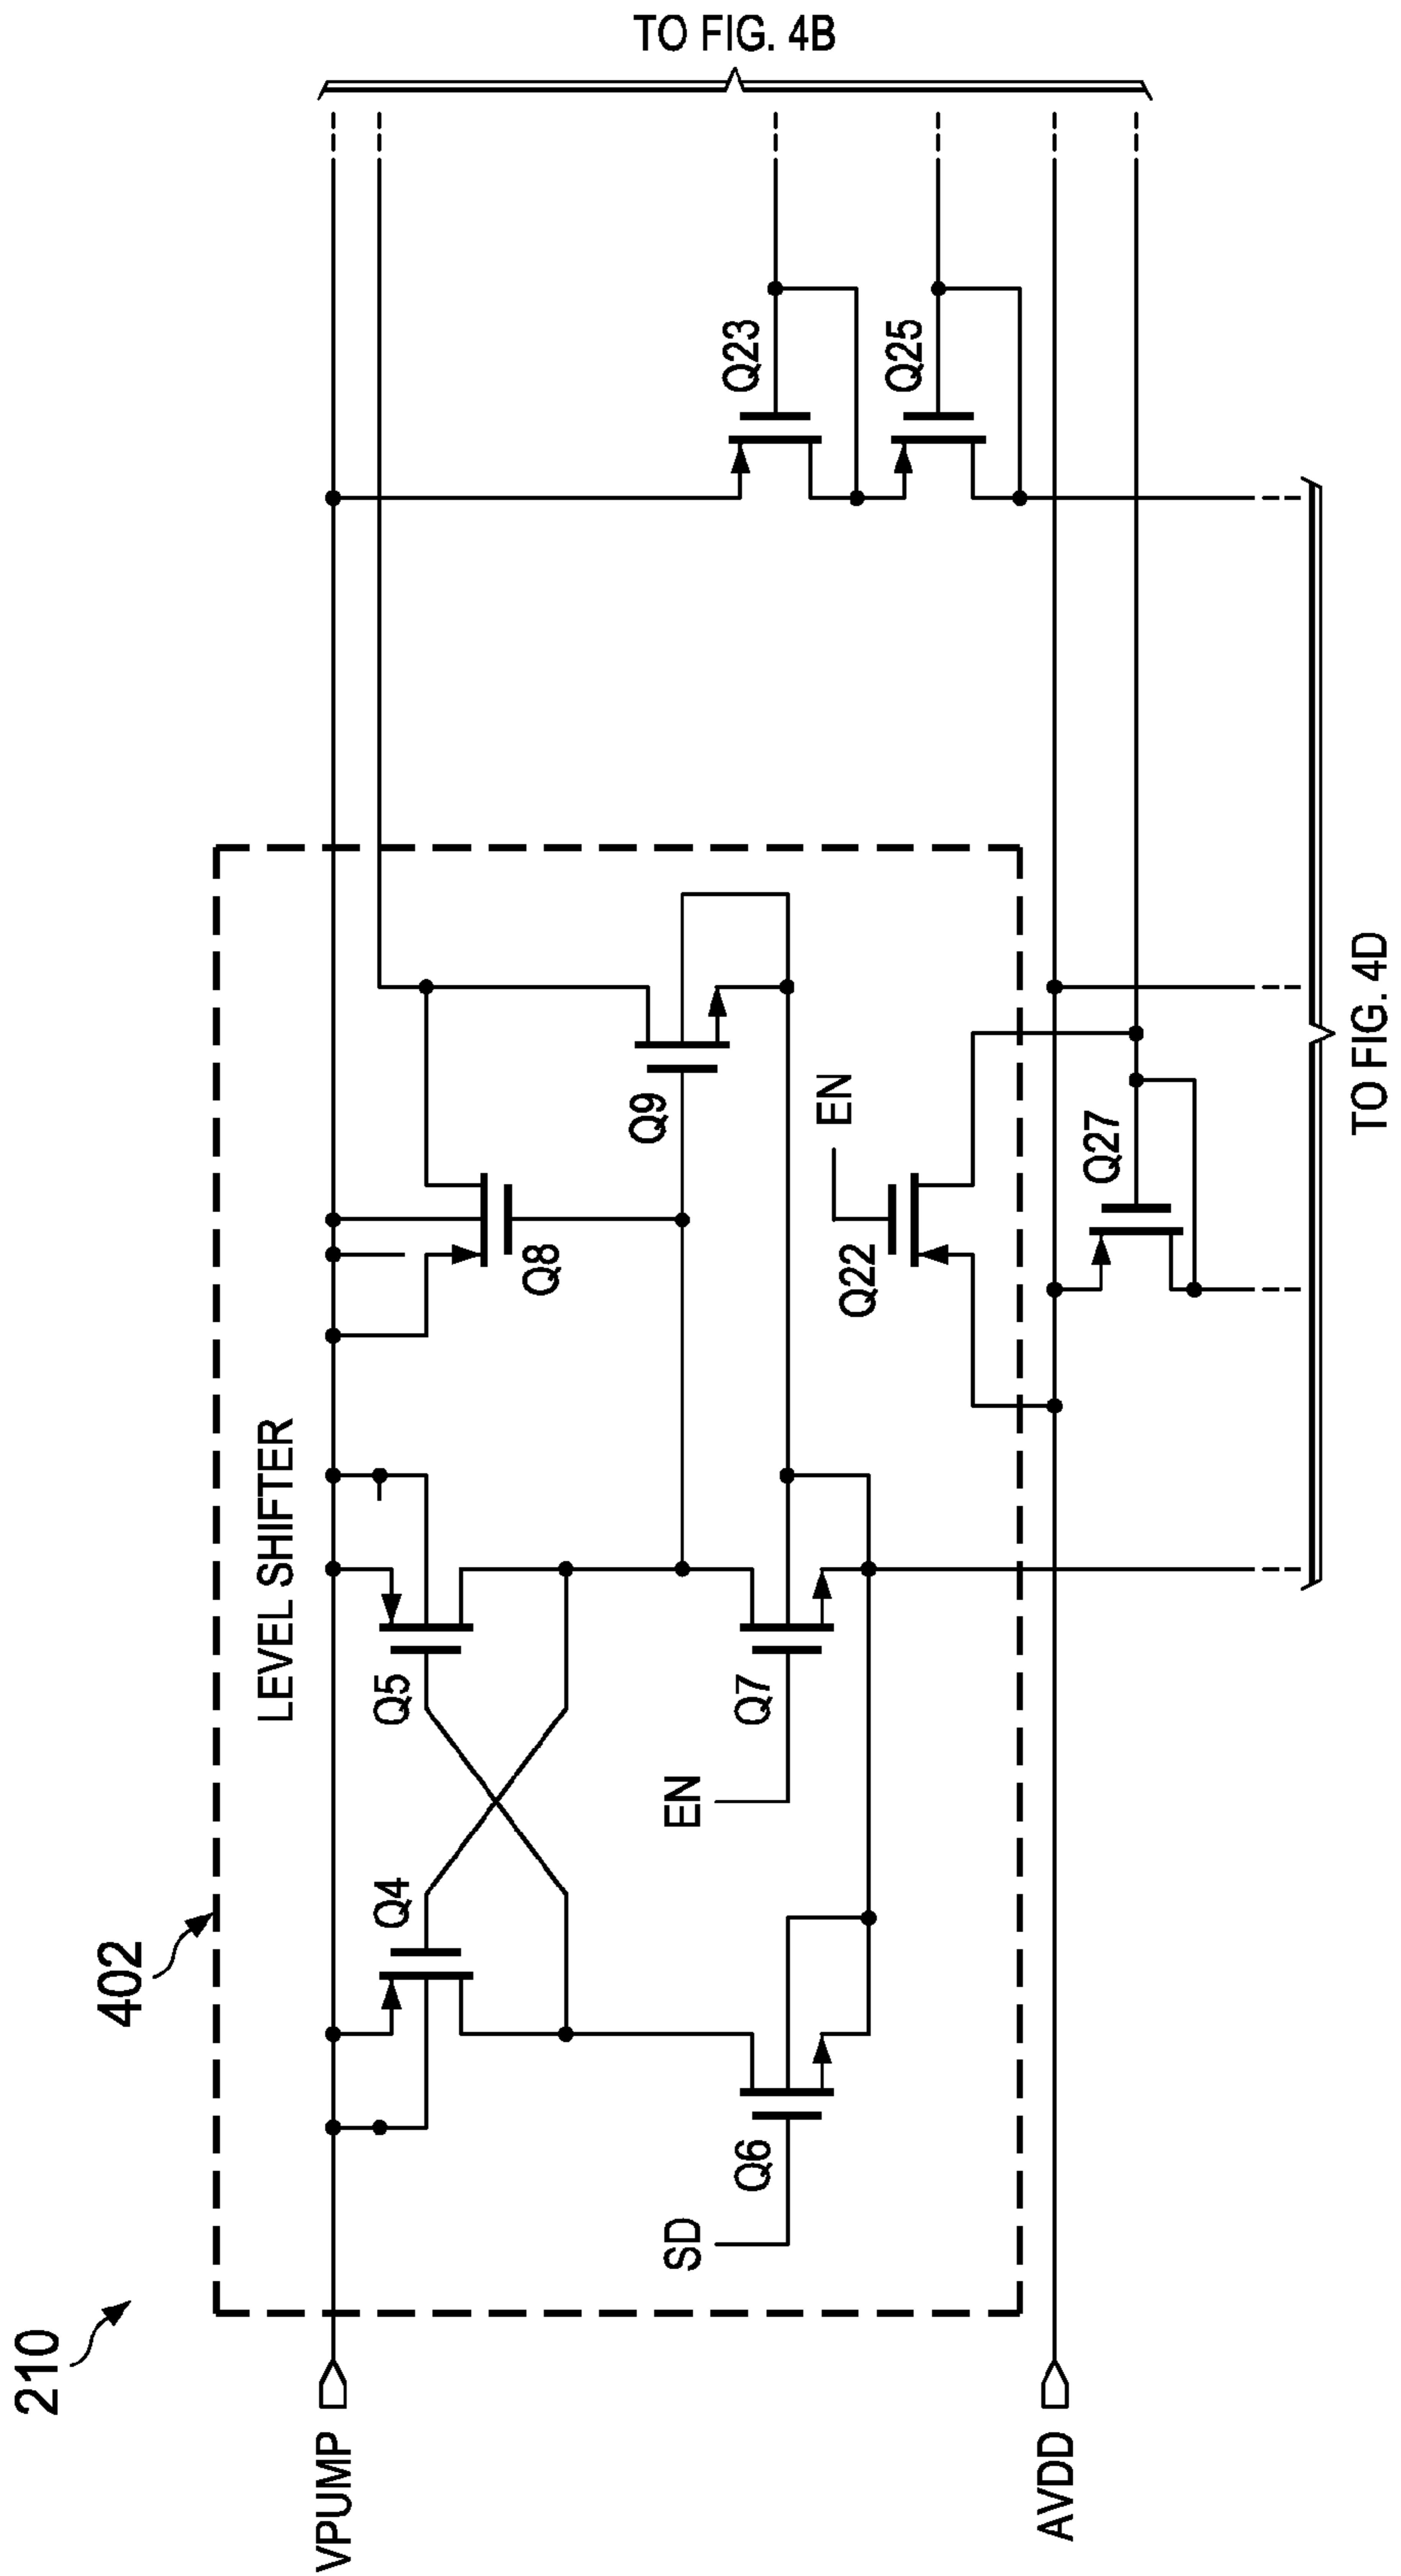 210
402
LEVEL SHIFTER
VPUMP
Q4
Q5
Q8
Q9
Q23
Q25
SD
Q6
EN
Q7
EN
Q22
Q27
AVDD
TO FIG. 4B
TO FIG. 4D